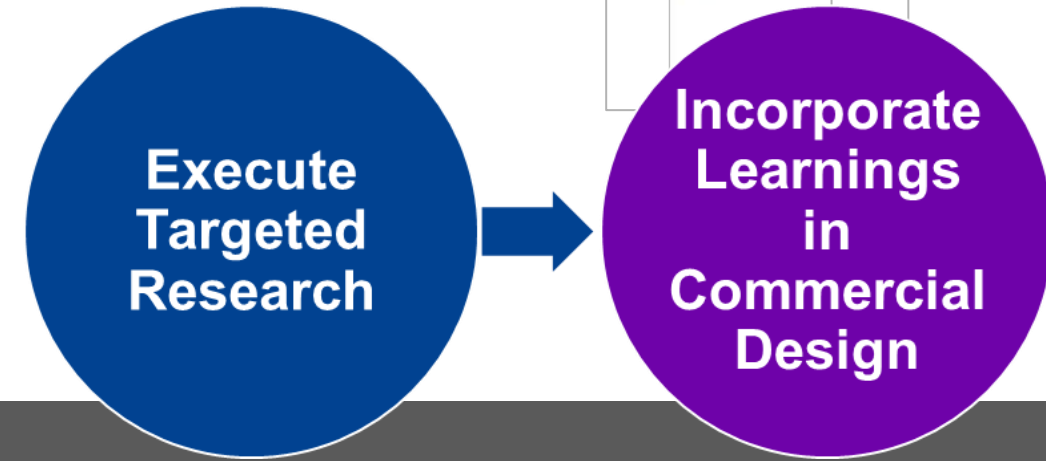 Execute
Targeted
Research
Incorporate
Learnings
in
Commercial
Design